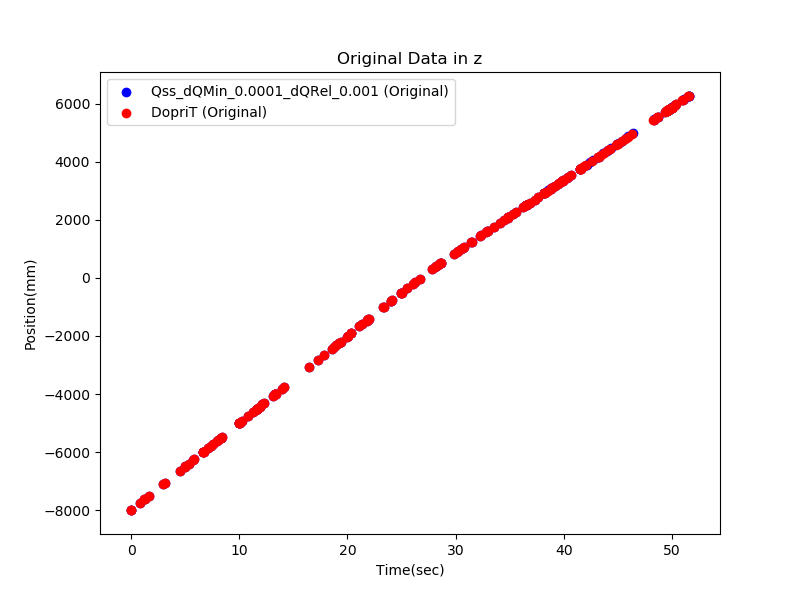 Original Data in z
Qss_dQMin_0.0001_dQRel_0.001 (Original)
DopriT (Original)
6000
4000
2000
0
−2000
−4000
−6000
−8000
Position(mm)
0 10 20 30 40 50
Time(sec)